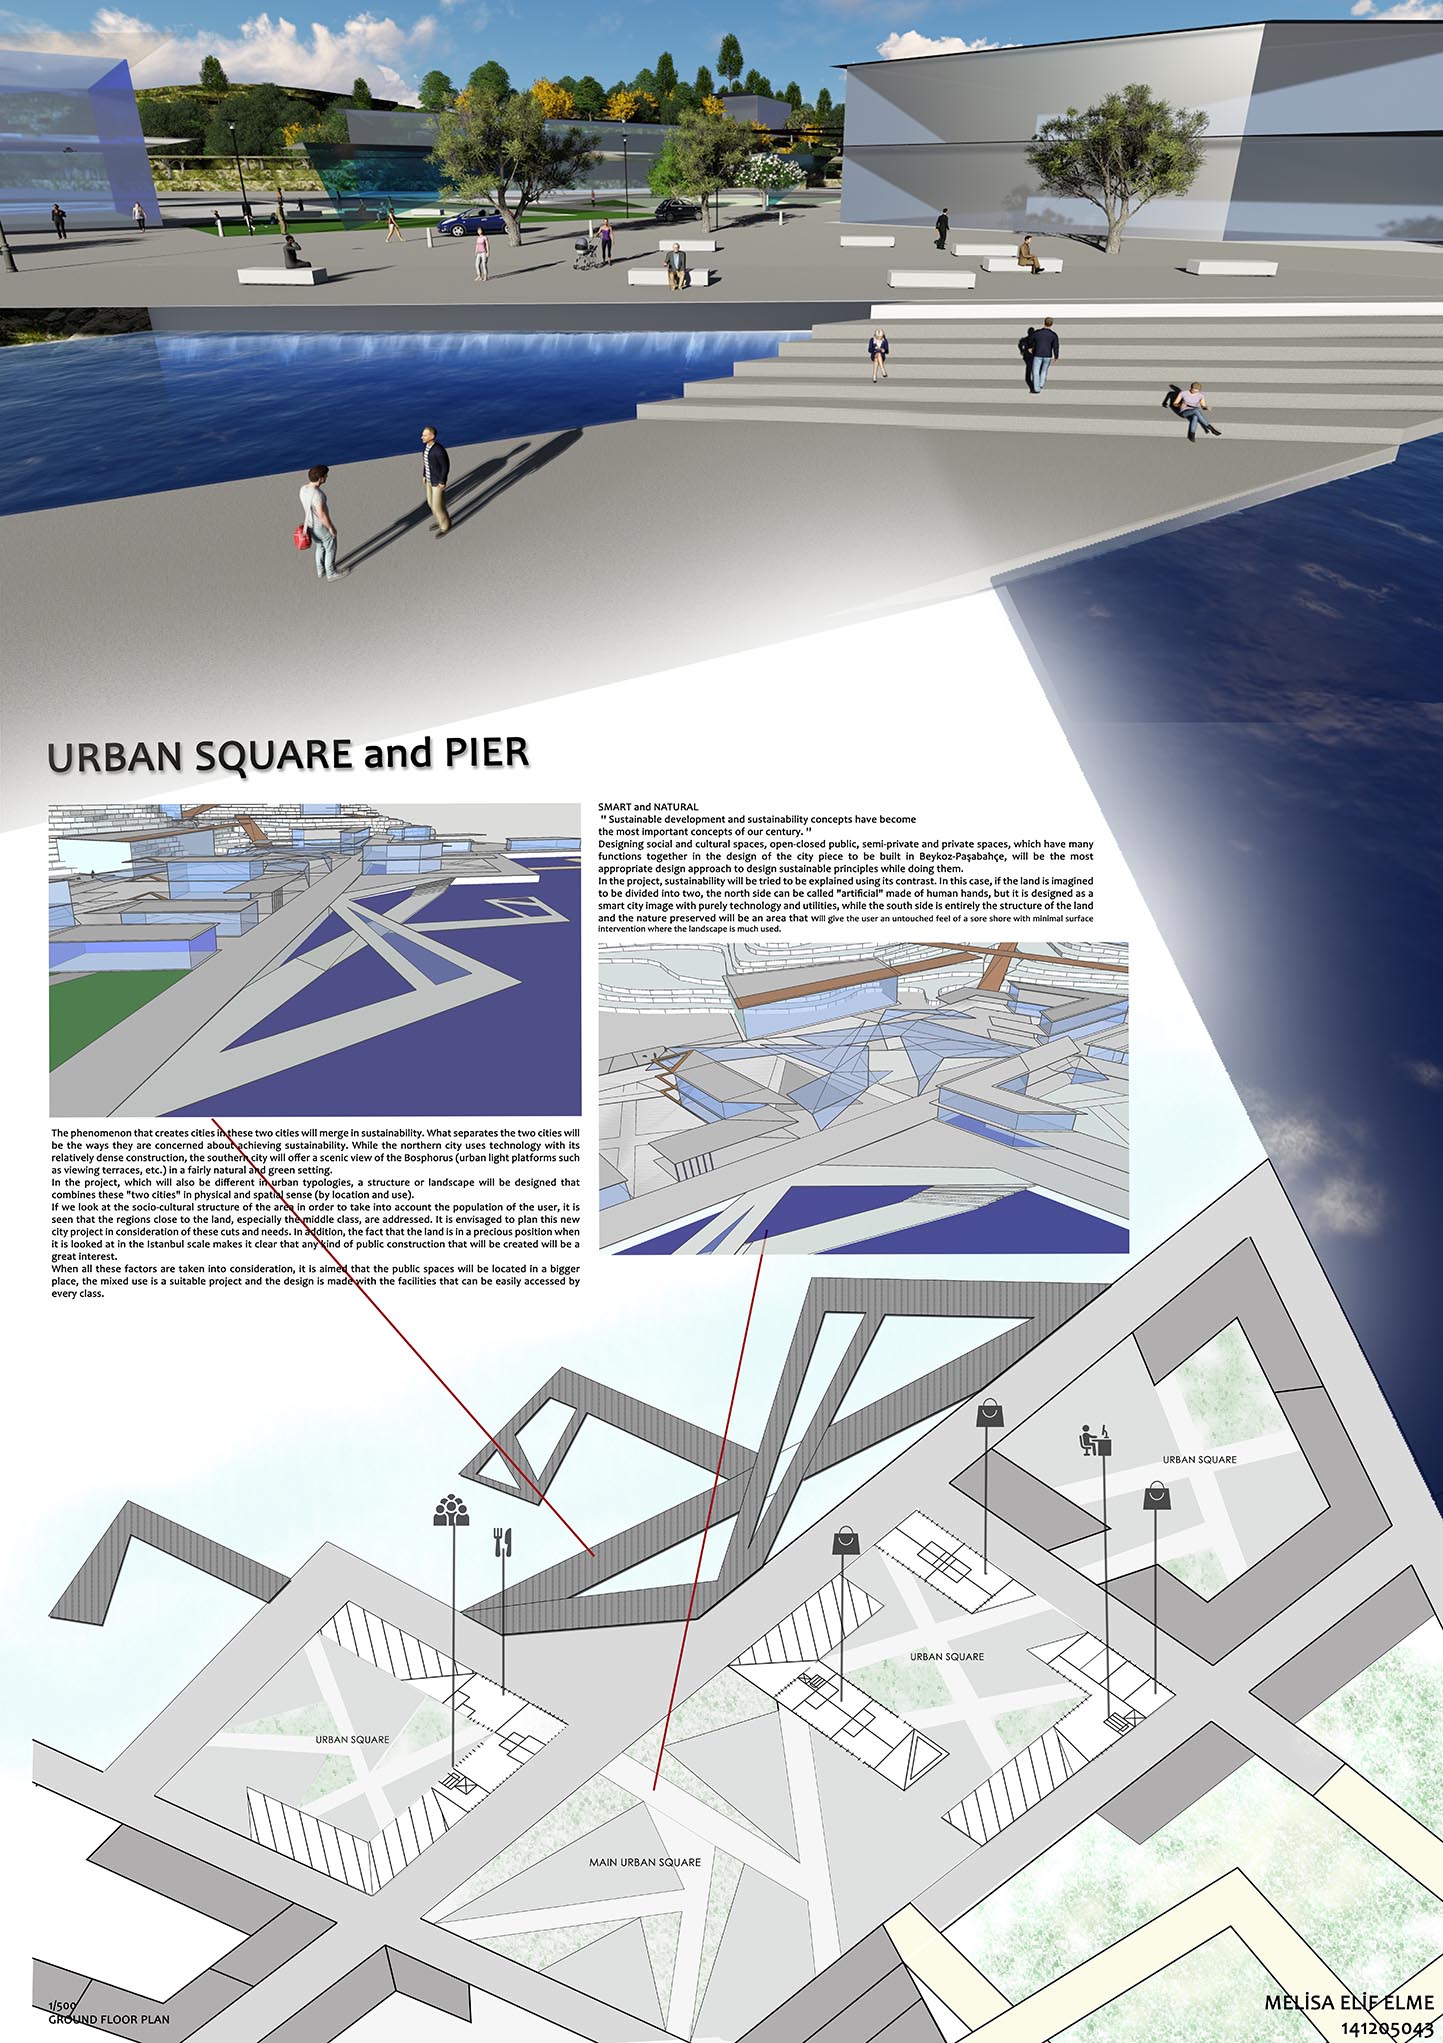 URBAN SQUARE and PIER
SMART and NATURAL
" Sustainable development and sustainability concepts have become
the most important concepts of our century. "
Designing social and cultural spaces, open-closed public, semi-private and private spaces, which have many
functions together in the design of the city piece to be built in Beykoz-Paşabahçe, will be the most
appropriate design approach to design sustainable principles while doing them.
In the project, sustainability will be tried to be explained using its contrast. In this case, if the land is imagined
to be divided into two, the north side can be called "artificial" made of human hands, but it is designed as a
smart city image with purely technology and utilities, while the south side is entirely the structure of the land
and the nature preserved will be an area that will give the user an untouched feel of a sore shore with minimal surface
intervention where the landscape is much used.
The phenomenon that creates cities in these two cities will merge in sustainability. What separates the two cities will
be the ways they are concerned about achieving sustainability. While the northern city uses technology with its
relatively dense construction, the southern city will offer a scenic view of the Bosphorus (urban light platforms such
as viewing terraces, etc.) in a fairly natural and green setting.
In the project, which will also be different in urban typologies, a structure or landscape will be designed that
combines these "two cities" in physical and spatial sense (by location and use).
If we look at the socio-cultural structure of the area in order to take into account the population of the user, it is
seen that the regions close to the land, especially the middle class, are addressed. It is envisaged to plan this new
city project in consideration of these cuts and needs. In addition, the fact that the land is in a precious position when
it is looked at in the Istanbul scale makes it clear that any kind of public construction that will be created will be a
great interest.
When all these factors are taken into consideration, it is aimed that the public spaces will be located in a bigger
place, the mixed use is a suitable project and the design is made with the facilities that can be easily accessed by
every class.
URBAN SQUARE
URBAN SQUARE
URBAN SQUARE
MAIN URBAN SQUARE
1/500
GROUND FLOOR PLAN
MELİSA ELİF ELME
141205043